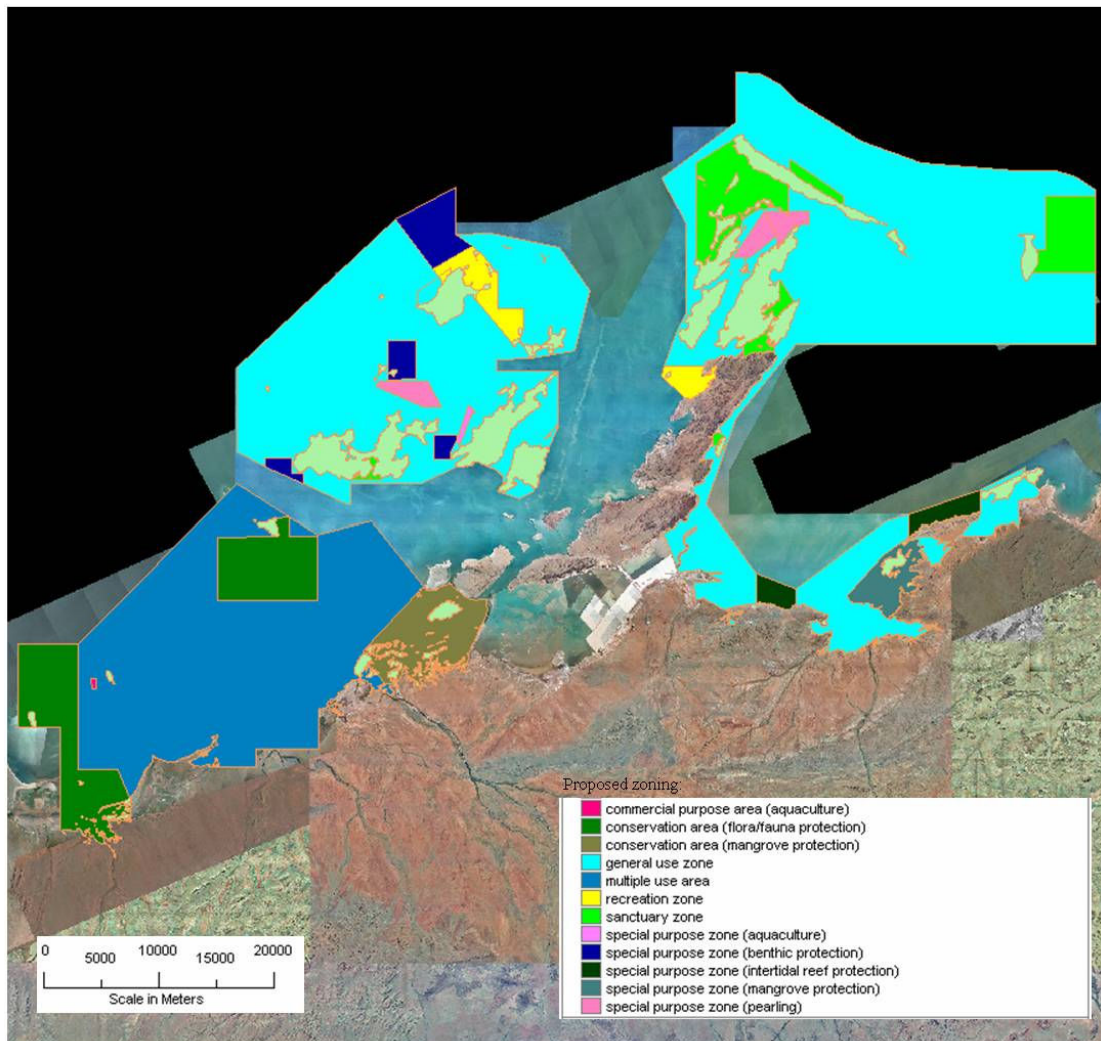 Proposed zoning:
commercial purpose area (aquaculture)
conservation area (flora/fauna protection)
conservation area (mangrove protection)
general use zone
multiple use area
recreation zone
sanctuary zone
special purpose zone (aquaculture)
special purpose zone (benthic protection)
special purpose zone (intertidal reef protection)
special purpose zone (mangrove protection)
special purpose zone (pearling)
0 10000 20000
5000 15000
Scale in Meters